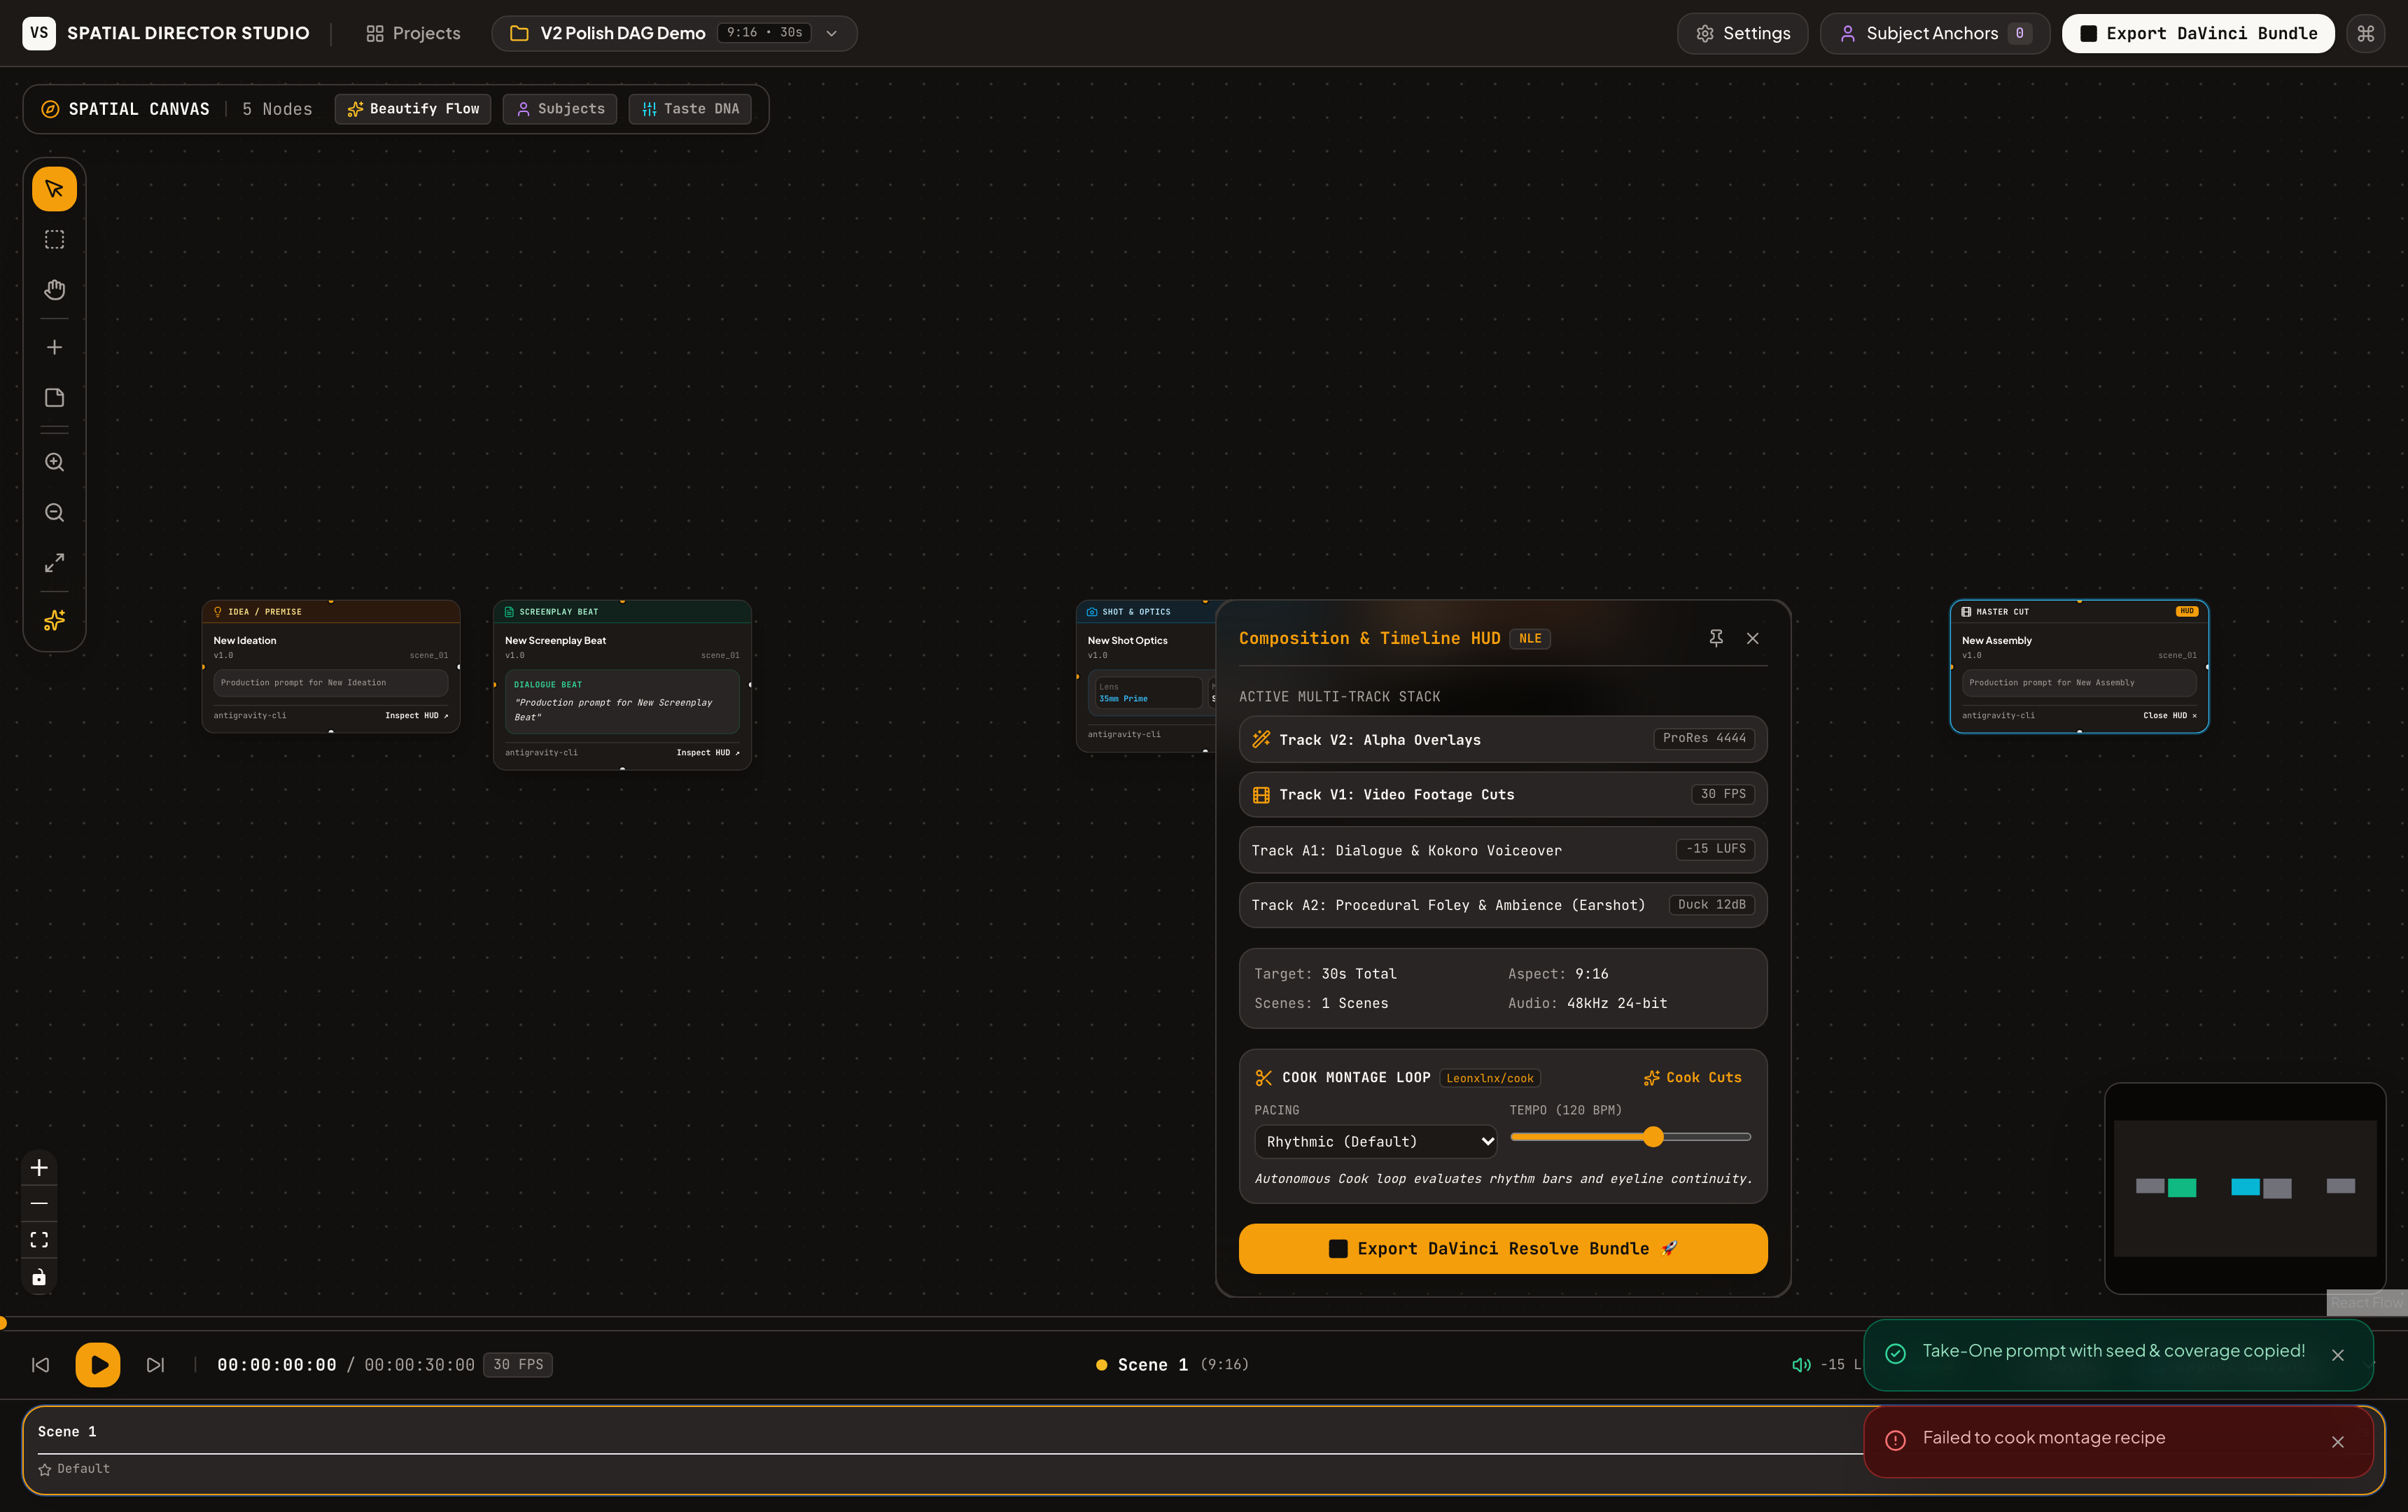 VS SPATIAL DIRECTOR STUDIO Projects V2 Polish DAG Demo 9:16 • 30s Settings Subject Anchors 0 Export DaVinci Bundle ⌘
SPATIAL CANVAS 5 Nodes Beautify Flow Subjects Taste DNA
IDEA / PREMISE
New Ideation
v1.0 scene_01
Production prompt for New Ideation
antigravity-cli Inspect HUD ↗
SCREENPLAY BEAT
New Screenplay Beat
v1.0 scene_01
DIALOGUE BEAT
"Production prompt for New Screenplay
Beat"
antigravity-cli Inspect HUD ↗
SHOT & OPTICS
New Shot Optics
v1.0
Lens
35mm Prime
antigravity-cli
Composition & Timeline HUD NLE
ACTIVE MULTI-TRACK STACK
Track V2: Alpha Overlays ProRes 4444
Track V1: Video Footage Cuts 30 FPS
Track A1: Dialogue & Kokoro Voiceover -15 LUFS
Track A2: Procedural Foley & Ambience (Earshot) Duck 12dB
Target: 30s Total Aspect: 9:16
Scenes: 1 Scenes Audio: 48kHz 24-bit
COOK MONTAGE LOOP Leonxlnx/cook Cook Cuts
PACING TEMPO (120 BPM)
Rhythmic (Default)
Autonomous Cook loop evaluates rhythm bars and eyeline continuity.
Export DaVinci Resolve Bundle 🚀
MASTER CUT HUD
New Assembly
v1.0 scene_01
Production prompt for New Assembly
antigravity-cli Close HUD ×
React Flow
00:00:00:00 / 00:00:30:00 30 FPS Scene 1 (9:16) -15 L
Take-One prompt with seed & coverage copied!
Scene 1
Failed to cook montage recipe
Default